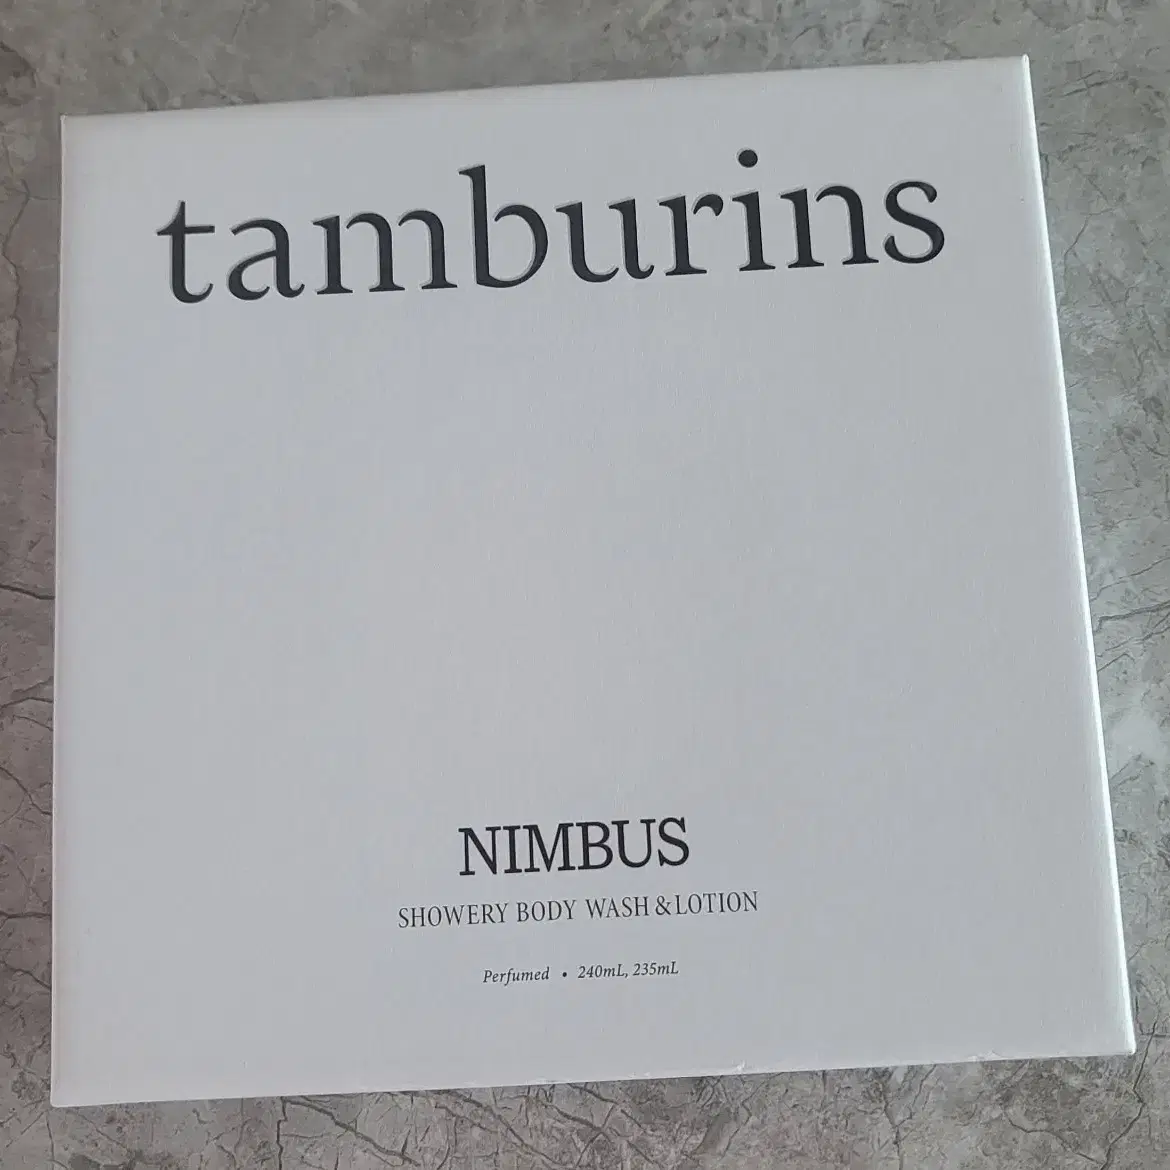 tamburins
NIMBUS
SHOWERY BODY WASH & LOTION
Perfumed • 240mL, 235mL